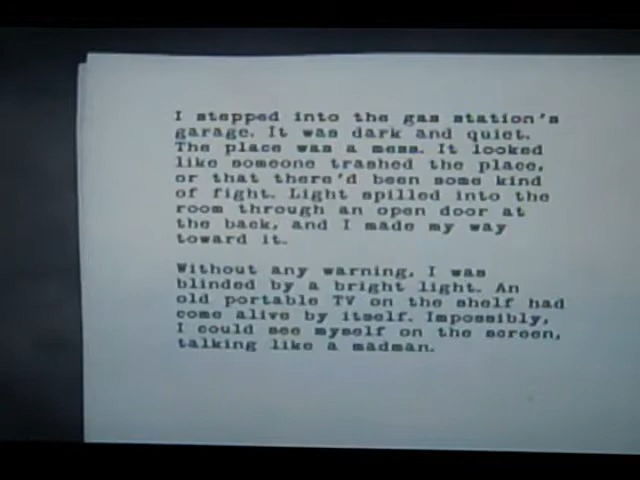 I stepped into the gas station's
garage. It was dark and quiet.
The place was a mess. It looked
like someone trashed the place,
or that there'd been some kind
of fight. Light spilled into the
room through an open door at
the back, and I made my way
toward it.
Without any warning, I was
blinded by a bright light. An
old portable TV on the shelf had
come alive by itself. Impossibly,
I could see myself on the screen,
talking like a madman.